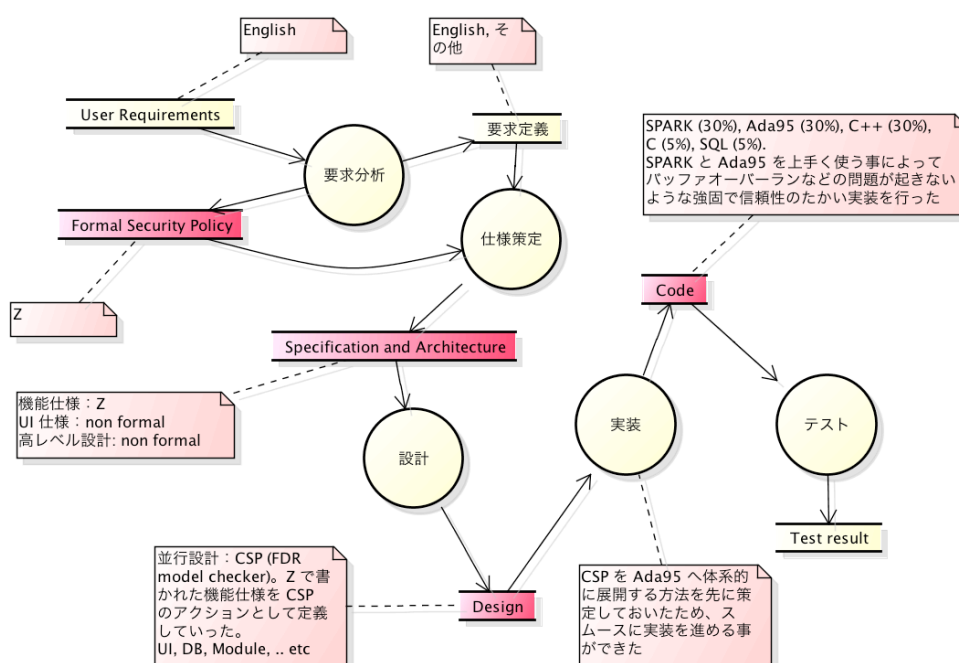 English
English, そ
の他
User Requirements
要求定義
要求分析
SPARK (30%), Ada95 (30%), C++ (30%),
C (5%), SQL (5%).
SPARK と Ada95 を上手く使う事によって
バッファオーバーランなどの問題が起きない
ような強固で信頼性のたかい実装を行った
Formal Security Policy
仕様策定
Z
Code
Specification and Architecture
機能仕様：Z
UI 仕様：non formal
高レベル設計: non formal
設計
実装
テスト
Test result
並行設計：CSP (FDR
model checker)。Z で書
かれた機能仕様を CSP
のアクションとして定義
していった。
UI, DB, Module, .. etc
Design
CSP を Ada95 へ体系的
に展開する方法を先に策
定しておいたため、ス
ムースに実装を進める事
ができた